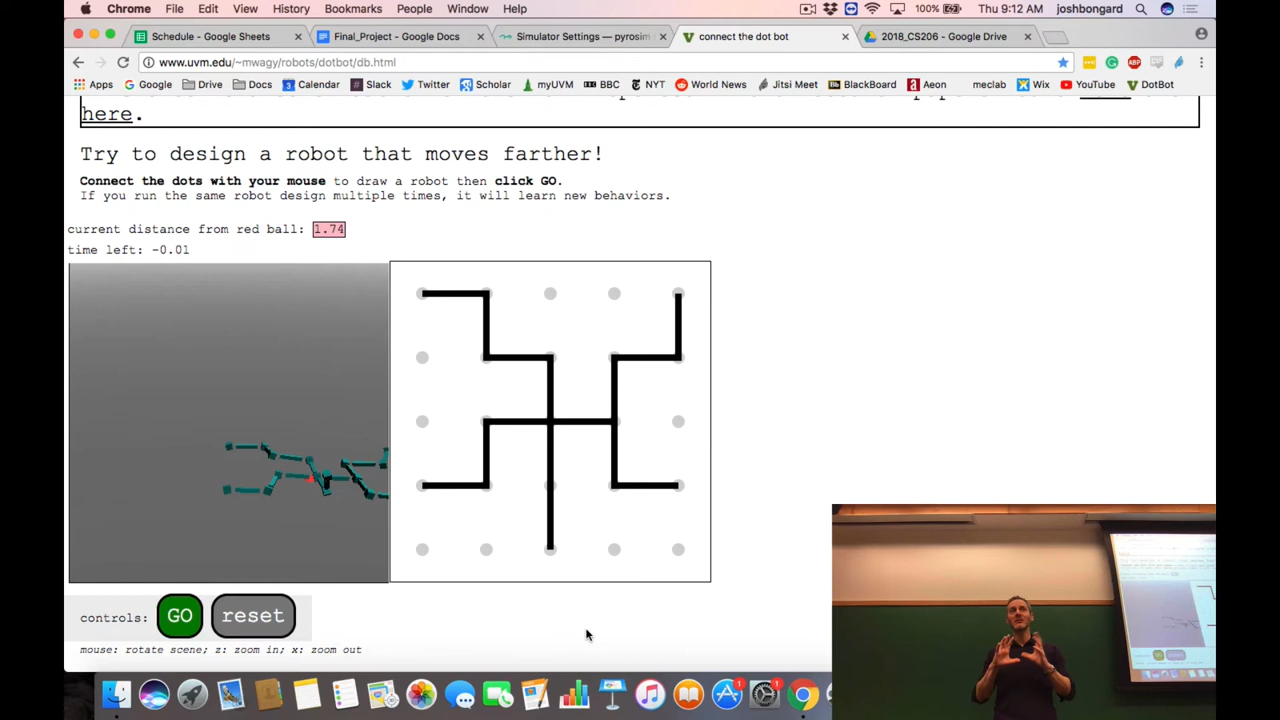 Chrome File Edit View History Bookmarks People Window Help 100% Thu 9:12 AM joshbongard
Schedule - Google Sheets × Final_Project - Google Docs × Simulator Settings — pyrosim × connect the dot bot × 2018_CS206 - Google Drive ×
www.uvm.edu/~mwagy/robots/dotbot/db.html
Apps Google Drive Docs Calendar Slack Twitter Scholar myUVM BBC NYT World News Jitsi Meet BlackBoard Aeon meclab Wix YouTube DotBot
here.
Try to design a robot that moves farther!
Connect the dots with your mouse to draw a robot then click GO.
If you run the same robot design multiple times, it will learn new behaviors.
current distance from red ball: 1.74
time left: -0.01
controls: GO reset
mouse: rotate scene; z: zoom in; x: zoom out